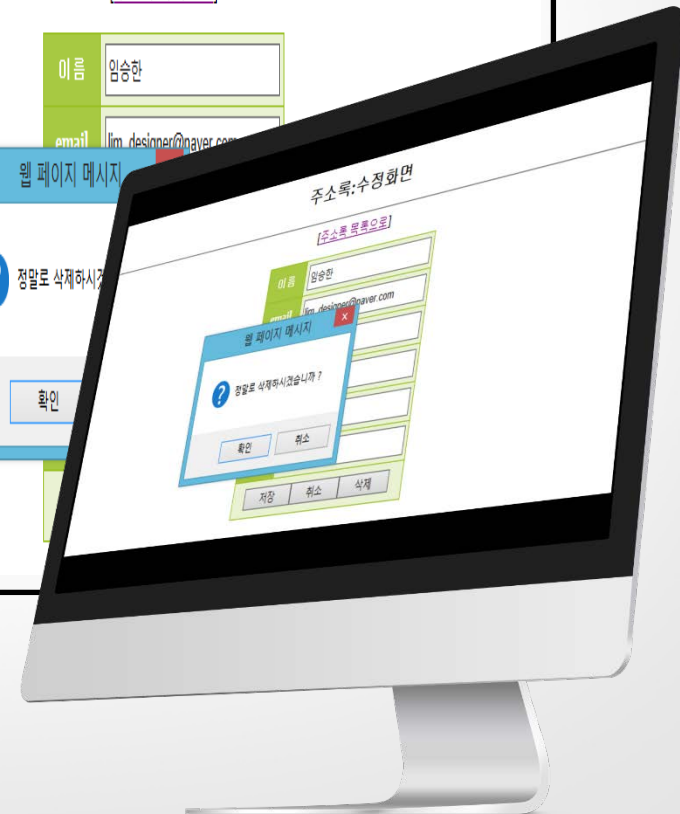 이름 임승한
email lim_designer@naver.com
웹 페이지 메시지
정말로 삭제하시겠
확인
주소록:수정화면
[주소록 목록으로]
이름 임승한
email lim_designer@naver.com
웹 페이지 메시지 x
? 정말로 삭제하시겠습니까 ?
확인 취소
저장 취소 삭제